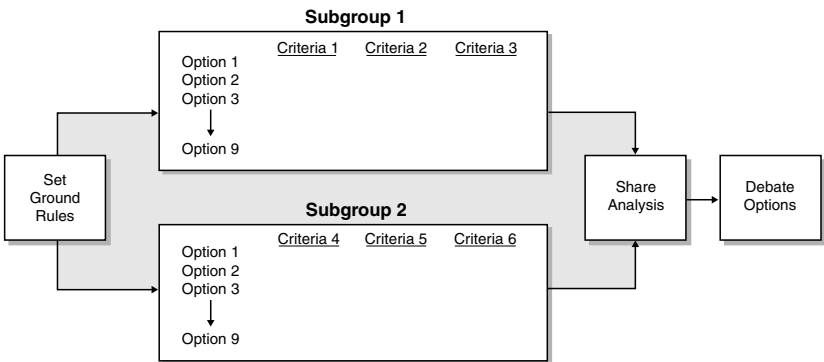 Subgroup 1
Criteria 1 Criteria 2 Criteria 3
Option 1
Option 2
Option 3
Option 9
Set
Ground
Rules
Share
Analysis
Debate
Options
Subgroup 2
Criteria 4 Criteria 5 Criteria 6
Option 1
Option 2
Option 3
Option 9